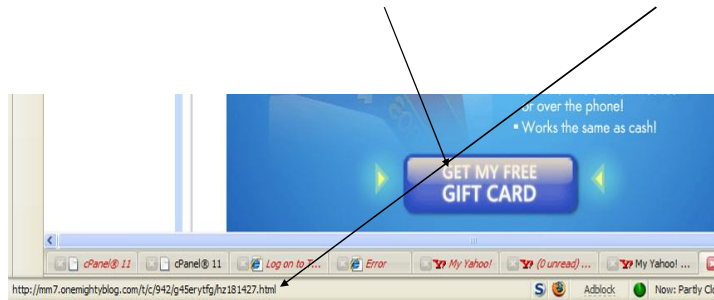 or over the phone!
▪ Works the same as cash!
GET MY FREE
GIFT CARD
cPanel® 11 cPanel® 11 Log on to T... Error My Yahoo! (0 unread) ... My Yahoo! ...
http://mm7.onemightyblog.com/t/c/942/g45erytfg/hz181427.html S Adblock Now: Partly Clo